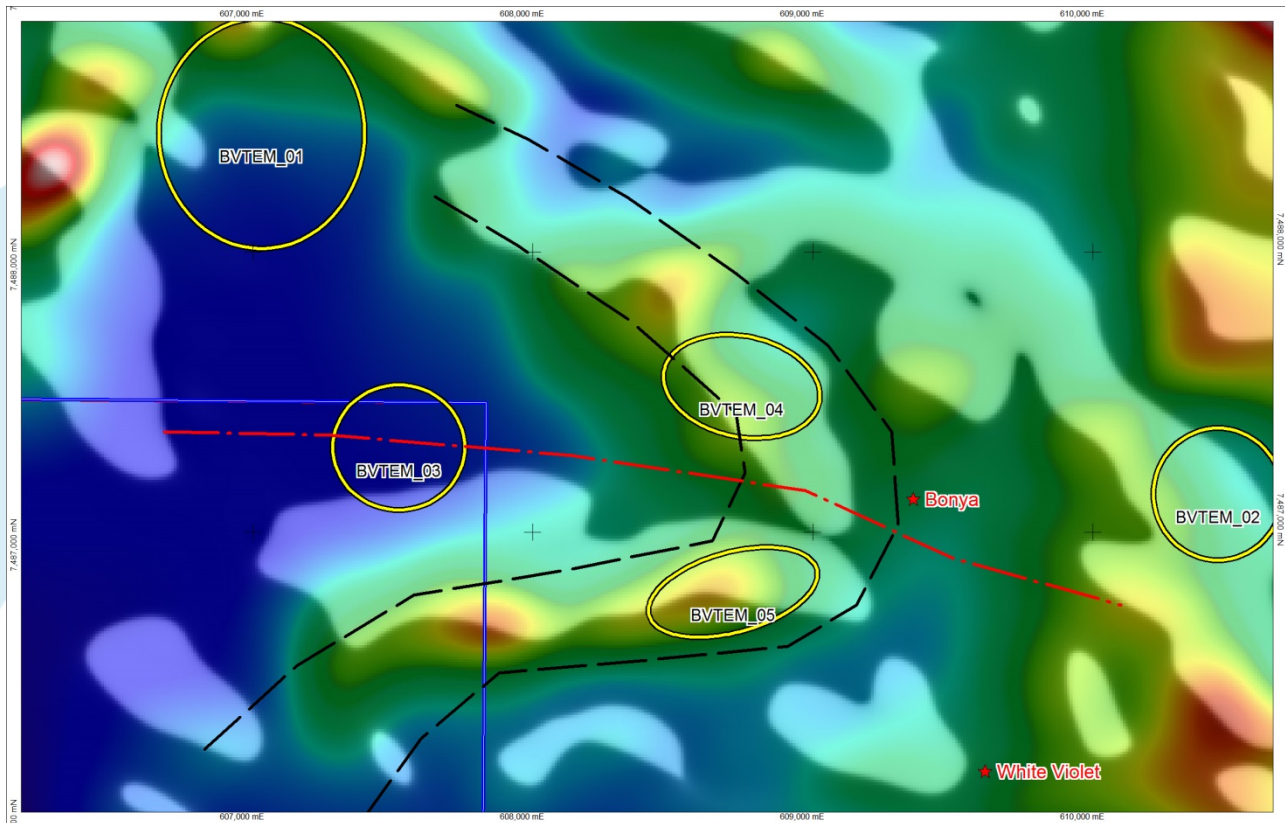 607,000 mE
608,000 mE
609,000 mE
610,000 mE
7,488,000 mN
7,488,000 mN
7,487,000 mN
7,487,000 mN
BVTEM_01
BVTEM_04
BVTEM_03
Bonya
BVTEM_02
BVTEM_05
White Violet
607,000 mE
608,000 mE
609,000 mE
610,000 mE